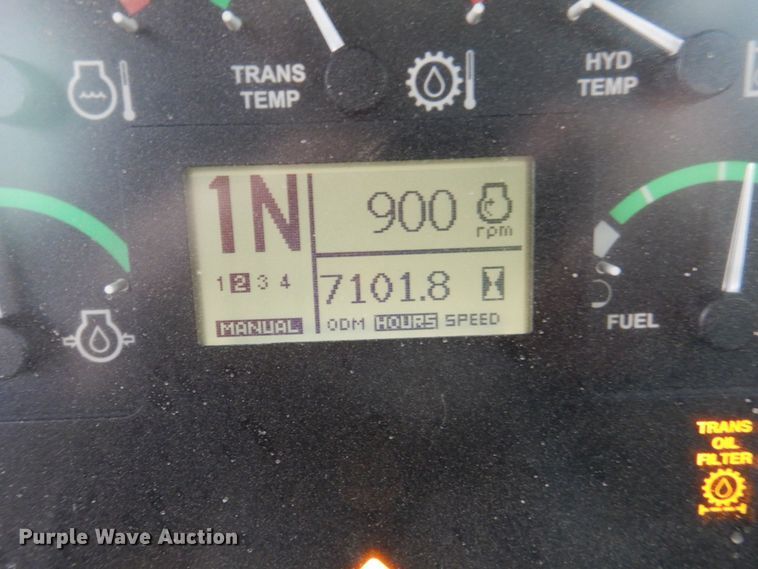 TRANS
TEMP
HYD
TEMP
1N
900
rpm
1 2 3 4
7101.8
MANUAL
ODM HOURS SPEED
FUEL
TRANS
OIL
FILTER
Purple Wave Auction®